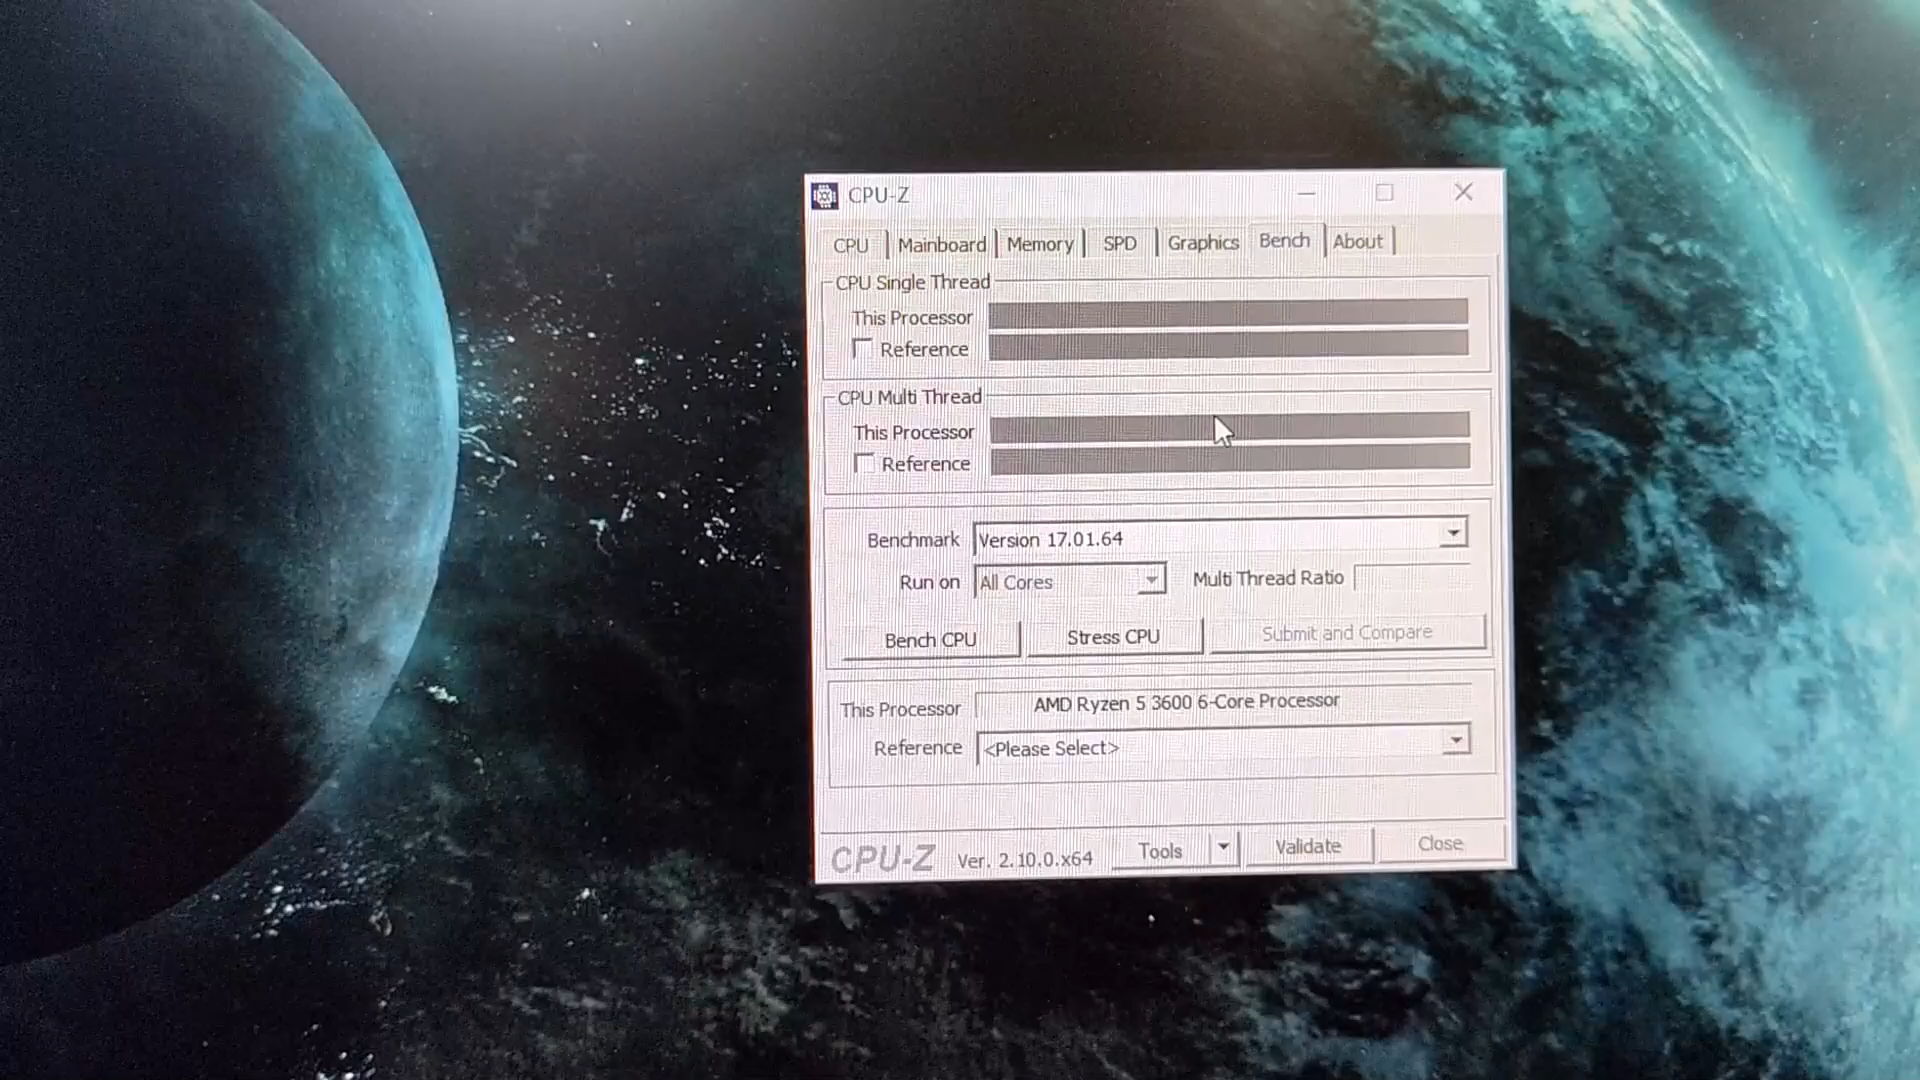 CPU-Z
CPU Mainboard Memory SPD Graphics Bench About
CPU Single Thread
This Processor
Reference
CPU Multi Thread
This Processor
Reference
Benchmark Version 17.01.64
Run on All Cores Multi Thread Ratio
Bench CPU Stress CPU Submit and Compare
This Processor AMD Ryzen 5 3600 6-Core Processor
Reference <Please Select>
CPU-Z Ver. 2.10.0.x64 Tools Validate Close